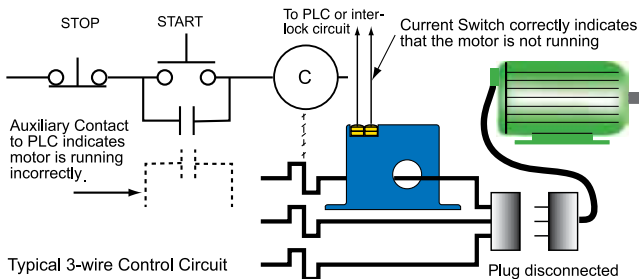 STOP
START
To PLC or inter-
lock circuit
Current Switch correctly indicates
that the motor is not running
C
Auxiliary Contact
to PLC indicates
motor is running
incorrectly.
Typical 3-wire Control Circuit
Plug disconnected